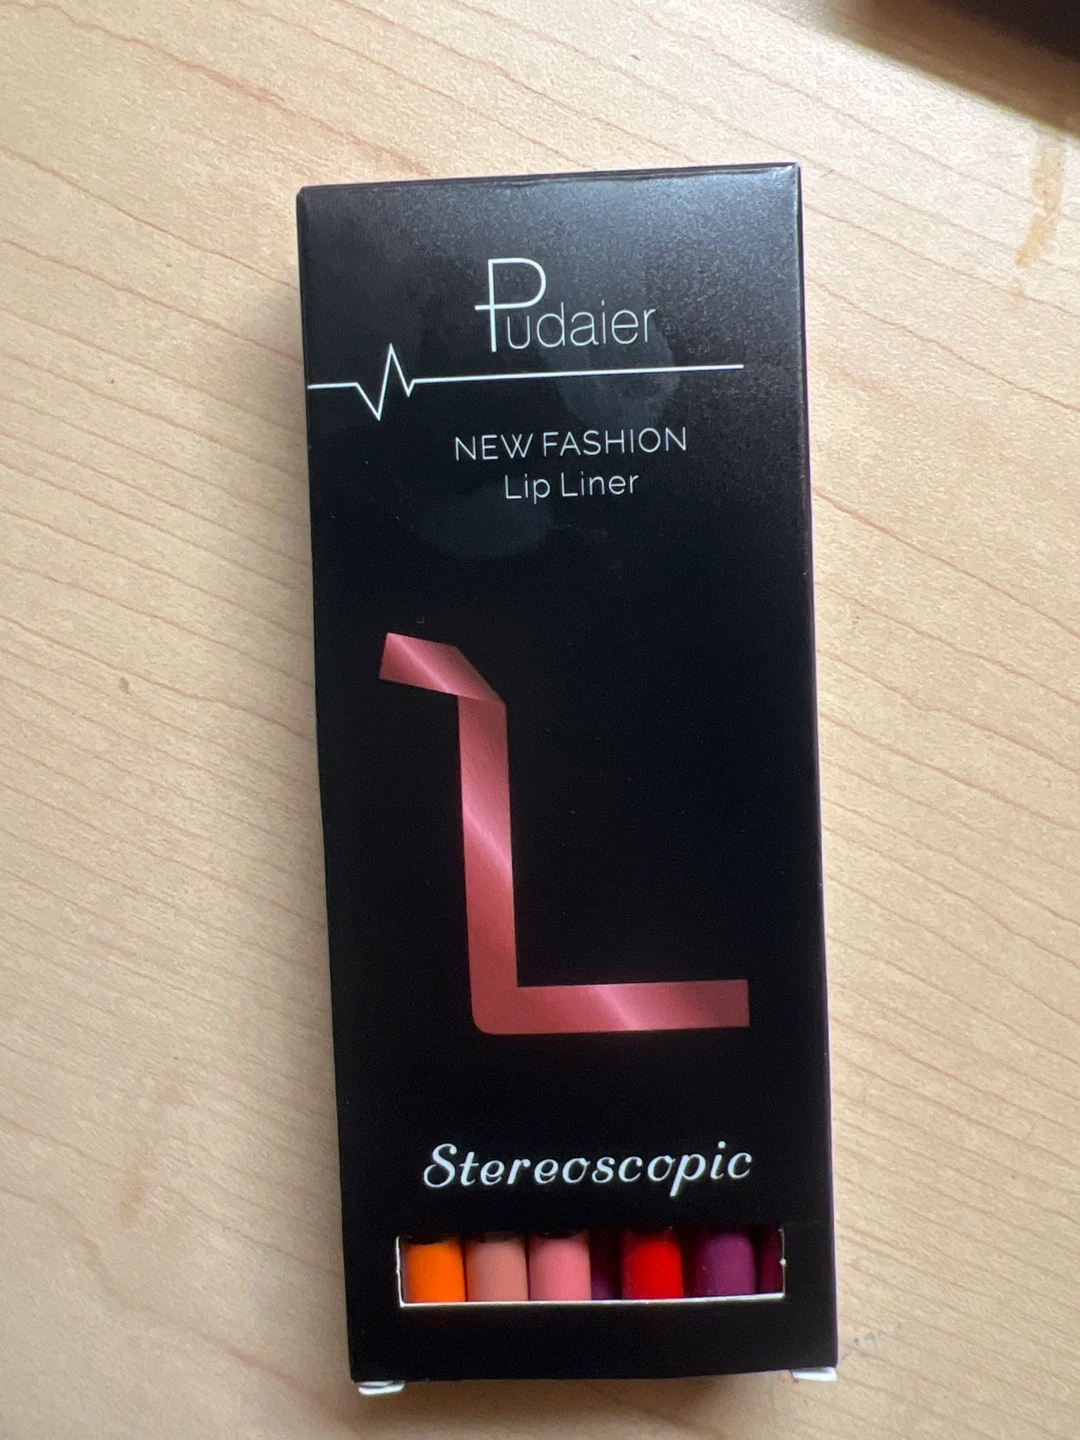 Pudaier
NEW FASHION
Lip Liner
L
Stereoscopic